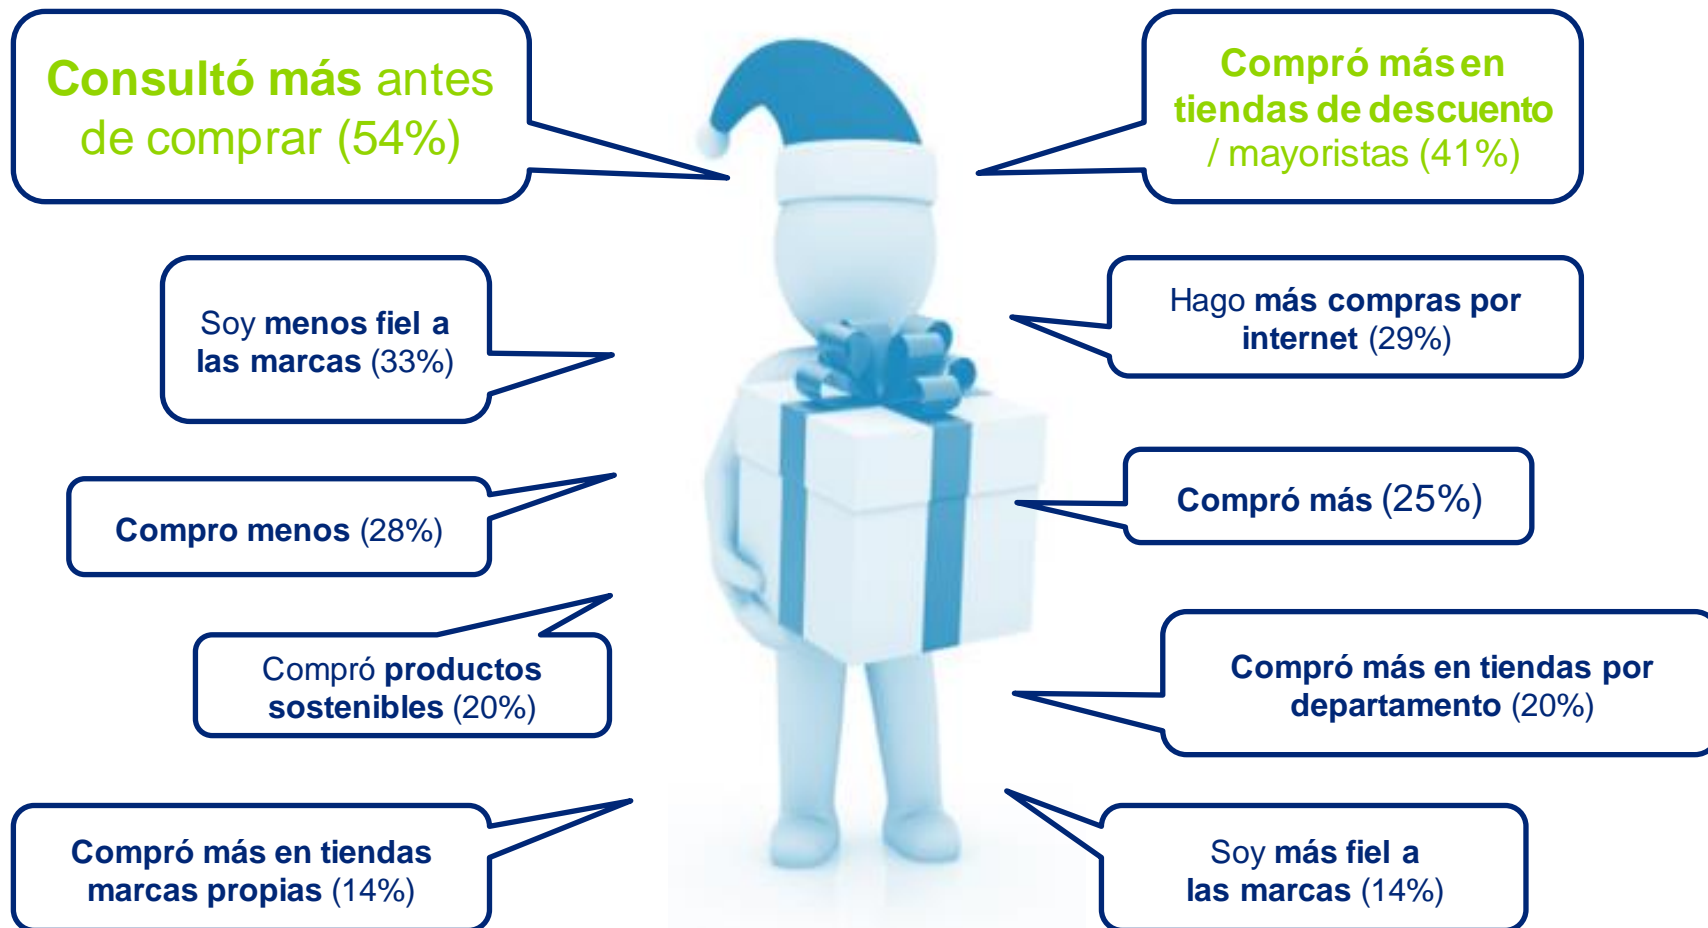 Consultó más antes
de comprar (54%)
Compró más en
tiendas de descuento
/ mayoristas (41%)
Soy menos fiel a
las marcas (33%)
Hago más compras por
internet (29%)
Compro menos (28%)
Compró más (25%)
Compró productos
sostenibles (20%)
Compró más en tiendas por
departamento (20%)
Compró más en tiendas
marcas propias (14%)
Soy más fiel a
las marcas (14%)